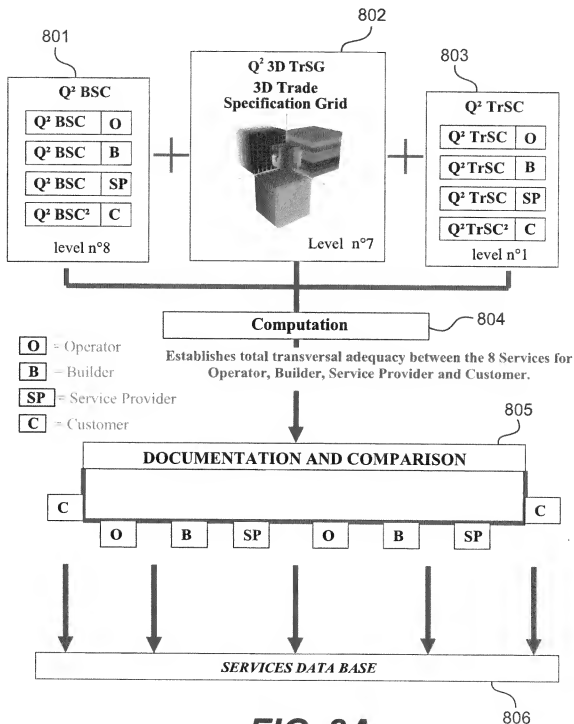 801
802
803
Q² BSC
Q² BSC O
Q² BSC B
Q² BSC SP
Q² BSC² C
level n°8
+
Q² 3D TrSG
3D Trade
Specification Grid
Level n°7
+
Q² TrSC
Q² TrSC O
Q² TrSC B
Q² TrSC SP
Q² TrSC² C
level n°1
Computation
804
Establishes total transversal adequacy between the 8 Services for
Operator, Builder, Service Provider and Customer.
O = Operator
B = Builder
SP = Service Provider
C = Customer
805
DOCUMENTATION AND COMPARISON
C
C
O B SP O B SP
SERVICES DATA BASE
806